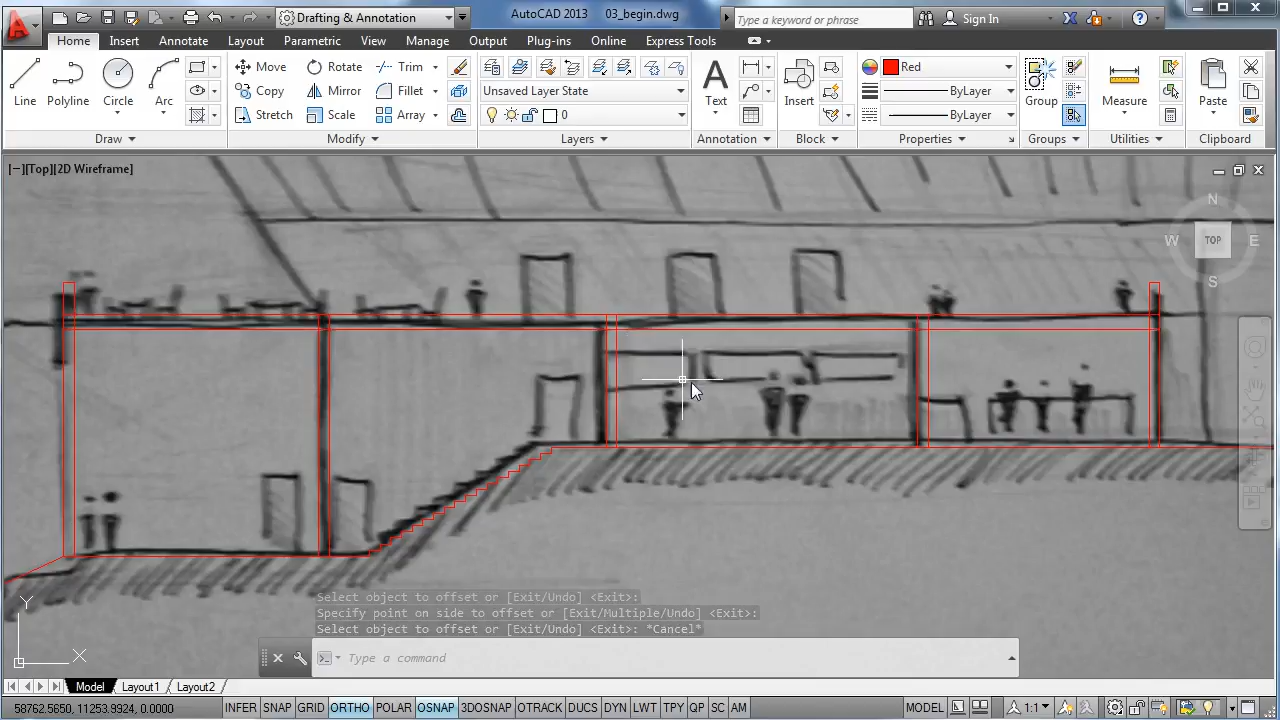 Drafting & Annotation
AutoCAD 2013 03_begin.dwg
Type a keyword or phrase
Sign In
Home Insert Annotate Layout Parametric View Manage Output Plug-ins Online Express Tools
Line Polyline Circle Arc
Draw
Move Rotate Trim
Copy Mirror Fillet
Stretch Scale Array
Modify
Unsaved Layer State
0
Layers
Text
Annotation
Insert
Block
Red
ByLayer
ByLayer
Properties
Group
Groups
Measure
Utilities
Paste
Clipboard
[−][Top][2D Wireframe]
N
W TOP E
S
Select object to offset or [Exit/Undo] <Exit>:
Specify point on side to offset or [Exit/Multiple/Undo] <Exit>:
Select object to offset or [Exit/Undo] <Exit>: *Cancel*
Type a command
Y
X
Model Layout1 Layout2
58762.5650, 11253.9924, 0.0000 INFER SNAP GRID ORTHO POLAR OSNAP 3DOSNAP OTRACK DUCS DYN LWT TPY QP SC AM MODEL 1:1